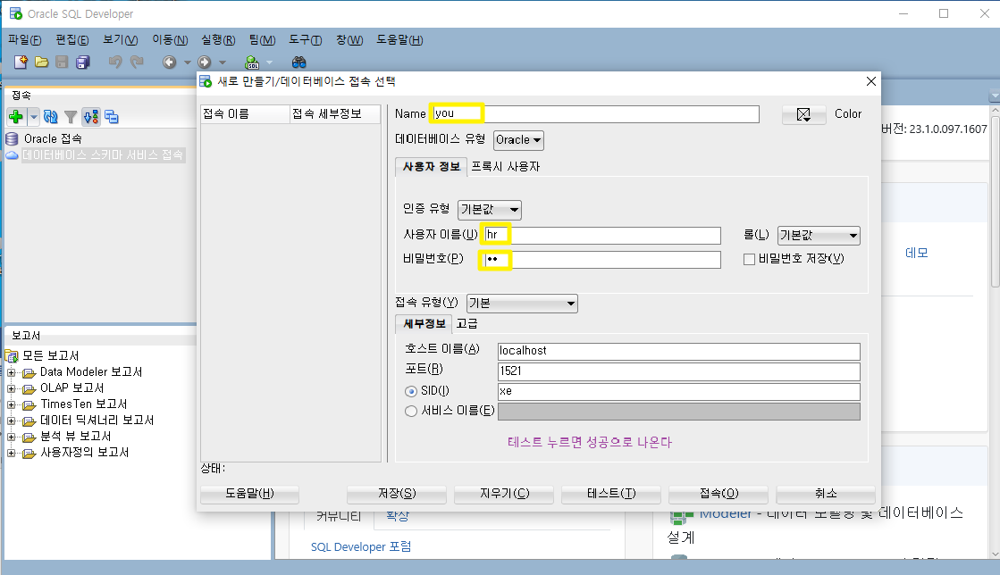 Oracle SQL Developer
파일(F) 편집(E) 보기(V) 이동(N) 실행(R) 팀(M) 도구(T) 창(W) 도움말(H)
SQL
접속
Oracle 접속
데이터베이스 스키마 서비스 접속
보고서
모든 보고서
Data Modeler 보고서
OLAP 보고서
TimesTen 보고서
데이터 딕셔너리 보고서
분석 뷰 보고서
사용자정의 보고서
새로 만들기/데이터베이스 접속 선택
접속 이름 접속 세부정보
Name you Color
데이터베이스 유형 Oracle
사용자 정보 프록시 사용자
인증 유형 기본값
사용자 이름(U) hr 롤(L) 기본값
비밀번호(P) •• 비밀번호 저장(V)
접속 유형(Y) 기본
세부정보 고급
호스트 이름(A) localhost
포트(R) 1521
SID(I) xe
서비스 이름(E)
테스트 누르면 성공으로 나온다
상태:
도움말(H) 저장(S) 지우기(C) 테스트(T) 접속(O) 취소
버전: 23.1.0.097.1607
데모
커뮤니티 확장
SQL Developer 포럼
Modeler - 데이터 모델링 및 데이터베이스
설계